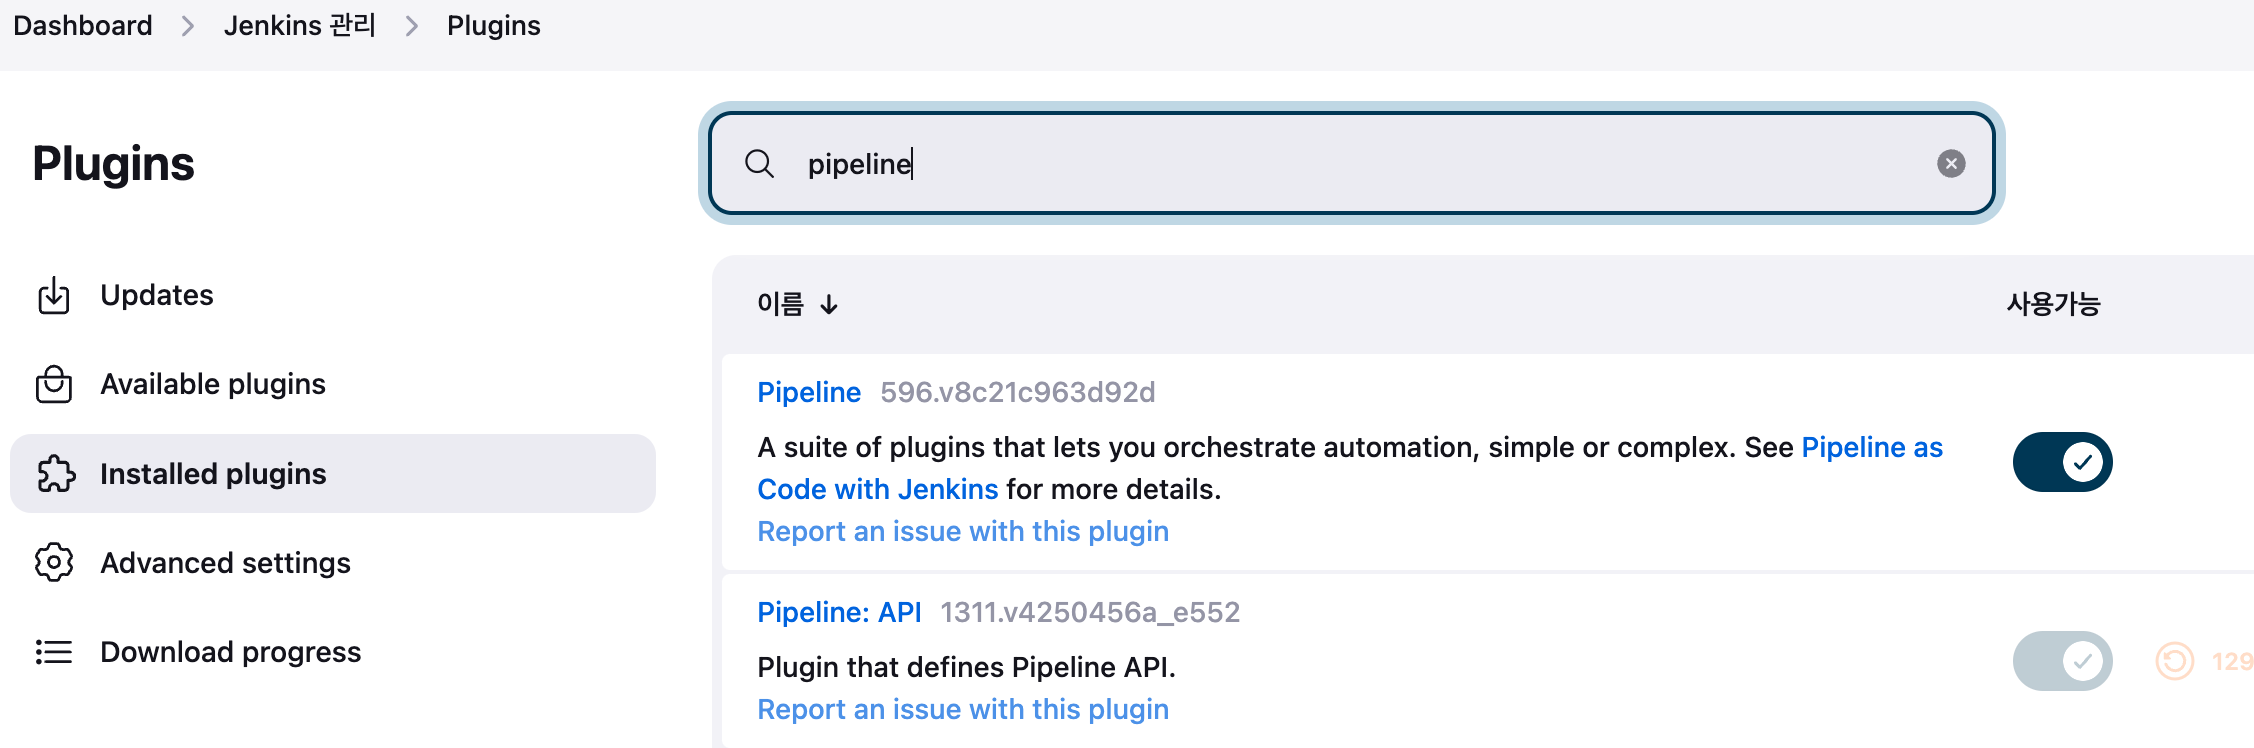 Dashboard > Jenkins 관리 > Plugins
Plugins
Updates
Available plugins
Installed plugins
Advanced settings
Download progress
pipeline
이름 ↓ 사용가능
Pipeline 596.v8c21c963d92d
A suite of plugins that lets you orchestrate automation, simple or complex. See Pipeline as
Code with Jenkins for more details.
Report an issue with this plugin
Pipeline: API 1311.v4250456a_e552
Plugin that defines Pipeline API.
Report an issue with this plugin
129